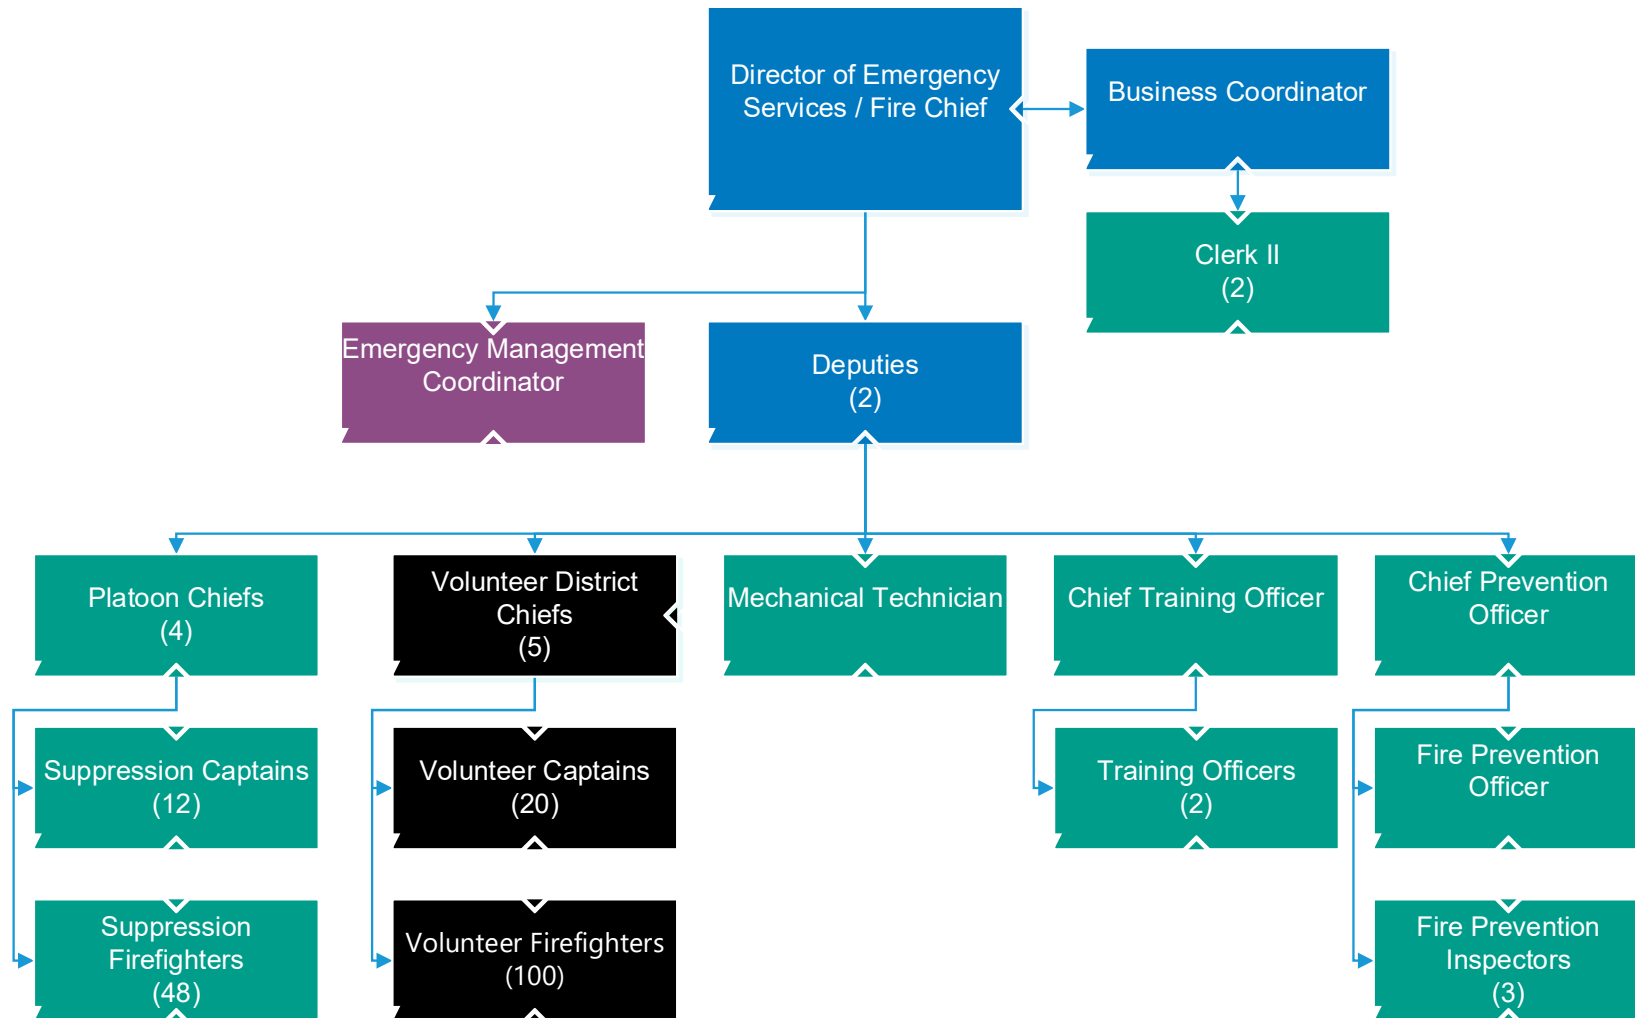 Director of Emergency
Services / Fire Chief
Business Coordinator
Clerk II
(2)
Emergency Management
Coordinator
Deputies
(2)
Platoon Chiefs
(4)
Volunteer District
Chiefs
(5)
Mechanical Technician
Chief Training Officer
Chief Prevention
Officer
Suppression Captains
(12)
Volunteer Captains
(20)
Training Officers
(2)
Fire Prevention
Officer
Suppression
Firefighters
(48)
Volunteer Firefighters
(100)
Fire Prevention
Inspectors
(3)